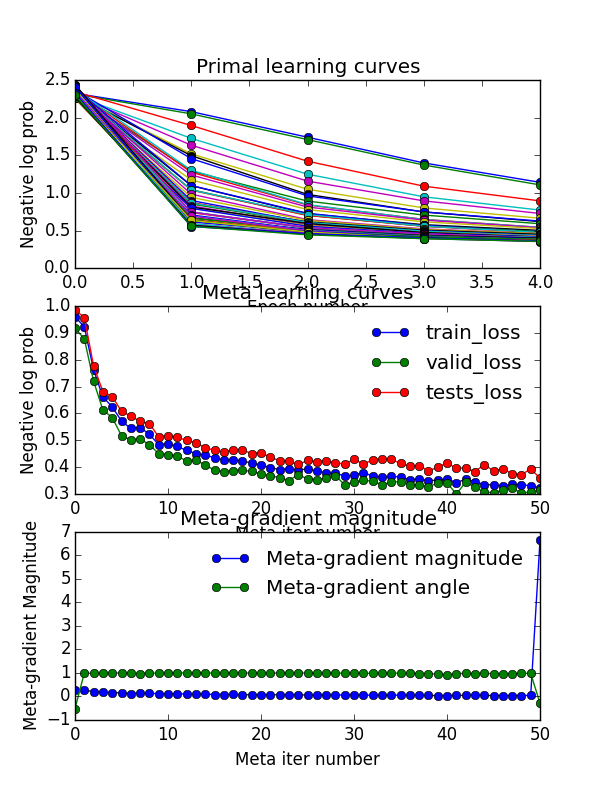 Primal learning curves
Negative log prob
2.5
2.0
1.5
1.0
0.5
0.0
0.0 0.5 1.0 1.5 2.0 2.5 3.0 3.5 4.0
Epoch number
Meta learning curves
Negative log prob
1.0
0.9
0.8
0.7
0.6
0.5
0.4
0.3
train_loss
valid_loss
tests_loss
0 10 20 30 40 50
Meta iter number
Meta-gradient magnitude
Meta-gradient Magnitude
7
6
5
4
3
2
1
0
−1
Meta-gradient magnitude
Meta-gradient angle
0 10 20 30 40 50
Meta iter number